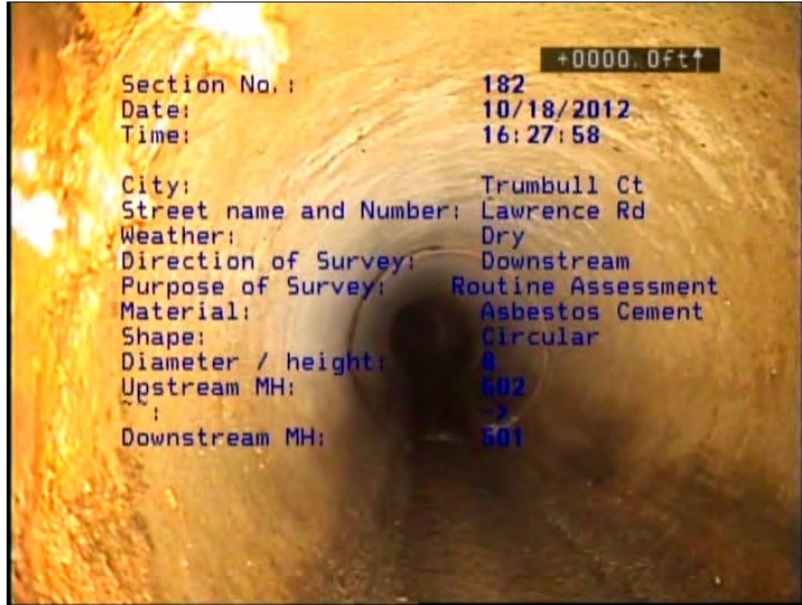 +0000.0ft↑
Section No.: 182
Date: 10/18/2012
Time: 16:27:58
City: Trumbull Ct
Street name and Number: Lawrence Rd
Weather: Dry
Direction of Survey: Downstream
Purpose of Survey: Routine Assessment
Material: Asbestos Cement
Shape: Circular
Diameter / height: 8
Upstream MH: 602
~~: ->
Downstream MH: 601